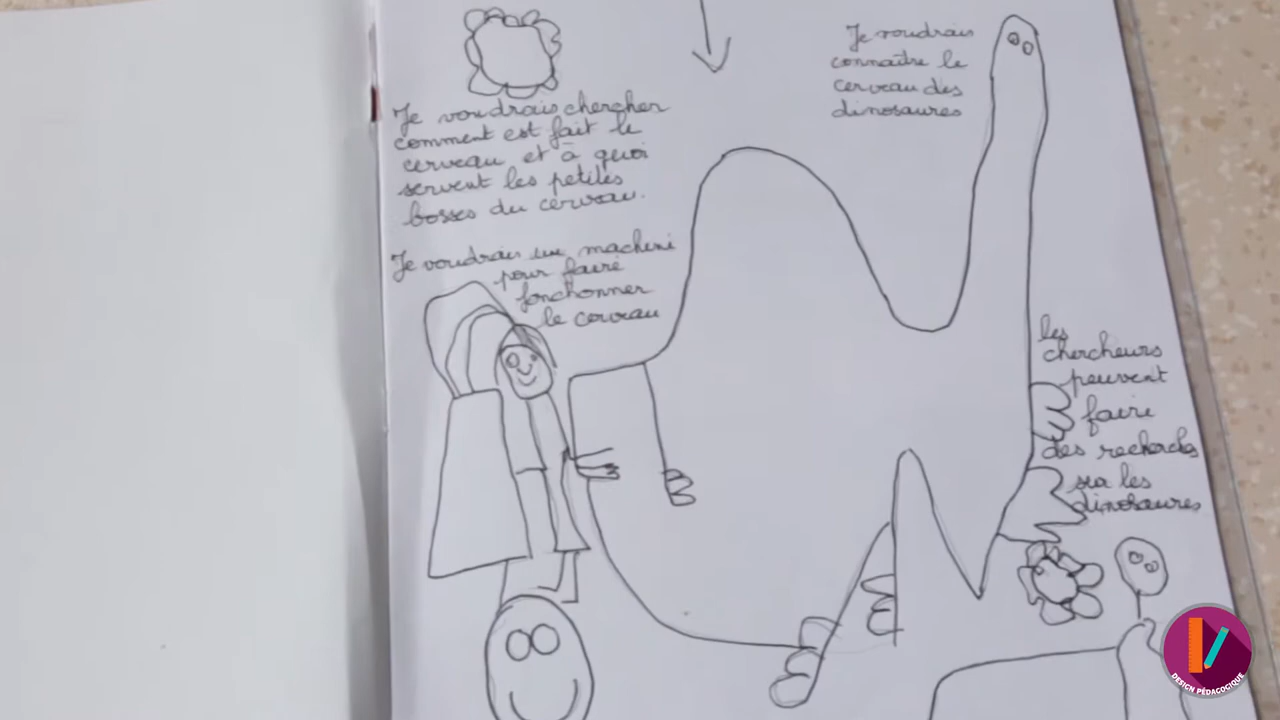 Je voudrais chercher
comment est fait le
cerveau et à quoi
servent les petites
bosses du cerveau.
Je voudrais une machine
pour faire
fonctionner
le cerveau
Je voudrais
connaître le
cerveau des
dinosaures
les
chercheurs
peuvent
faire
des recherches
sur les
dinosaures
DESIGN PÉDAGOGIQUE